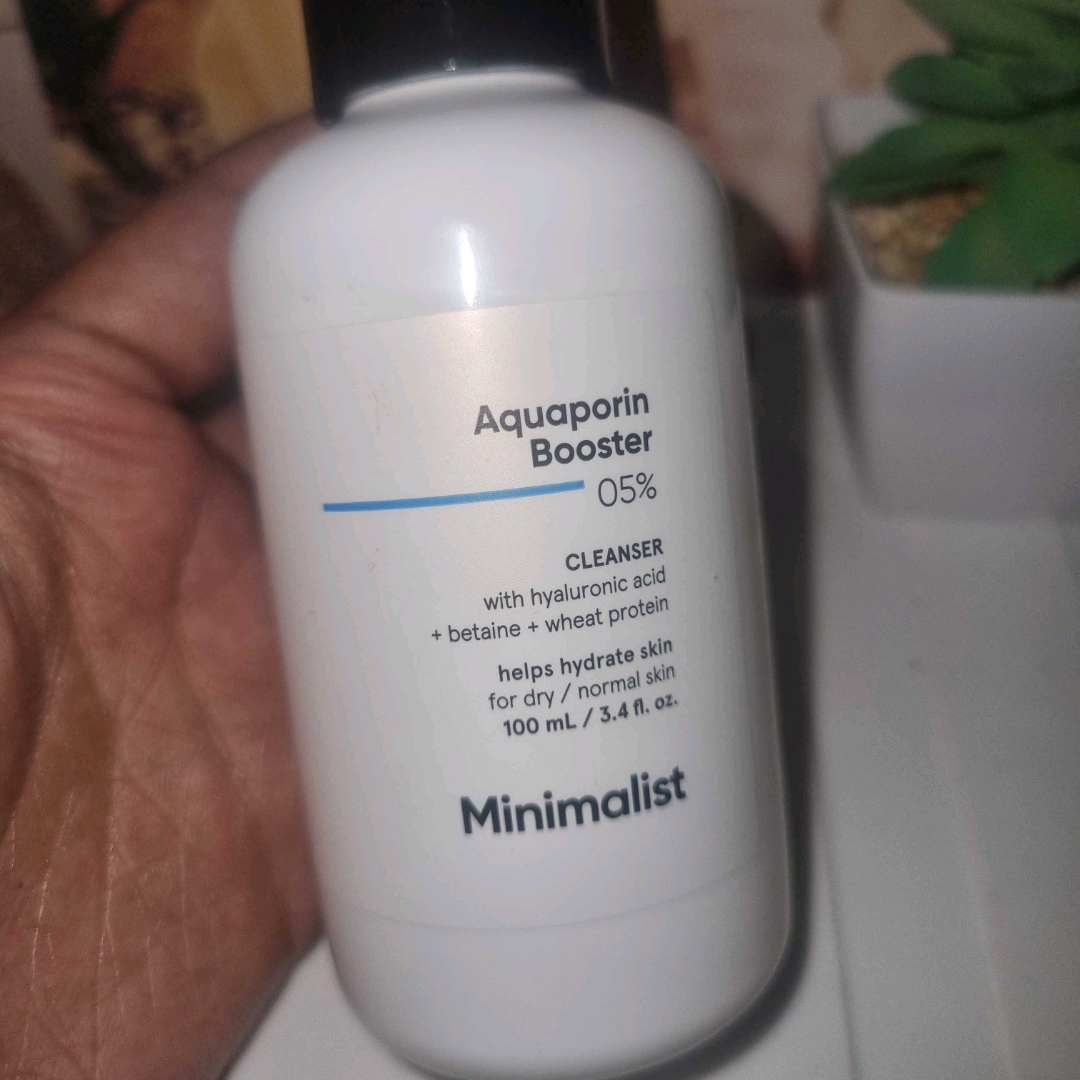 Aquaporin
Booster
05%
CLEANSER
with hyaluronic acid
+ betaine + wheat protein
helps hydrate skin
for dry / normal skin
100 mL / 3.4 fl. oz.
Minimalist